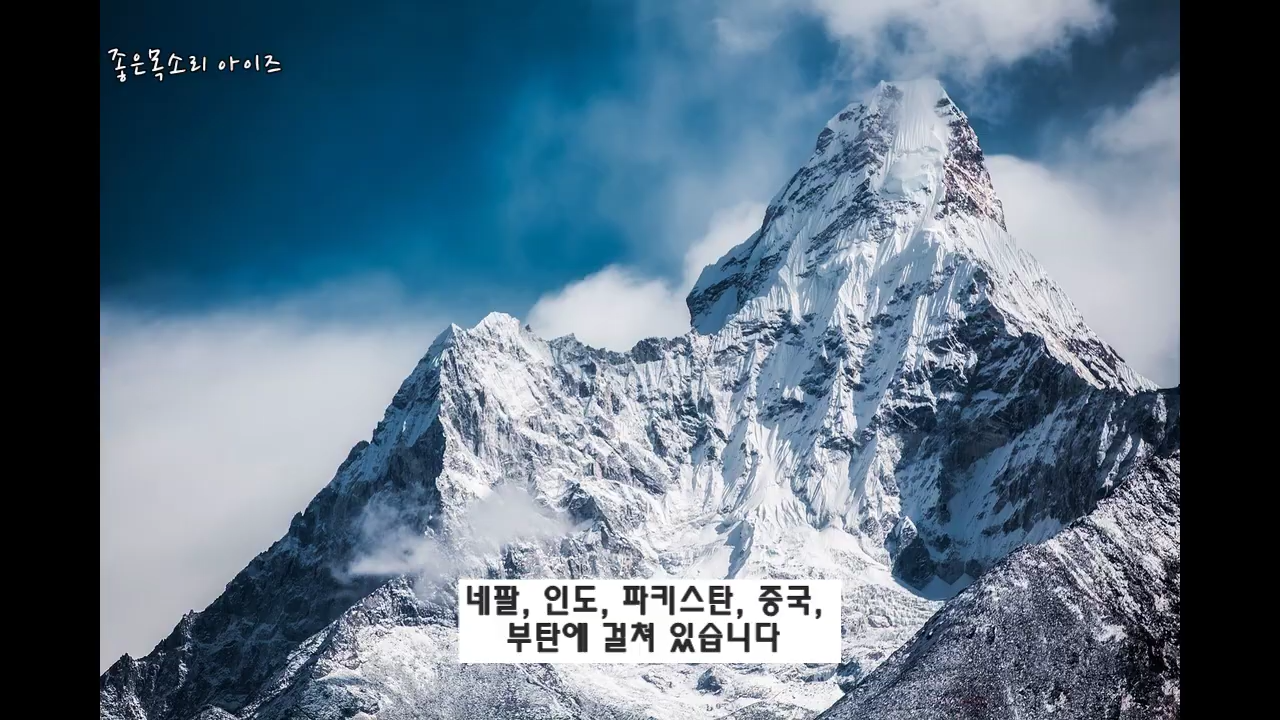 좋은목소리 아이즈
네팔, 인도, 파키스탄, 중국,
부탄에 걸쳐 있습니다